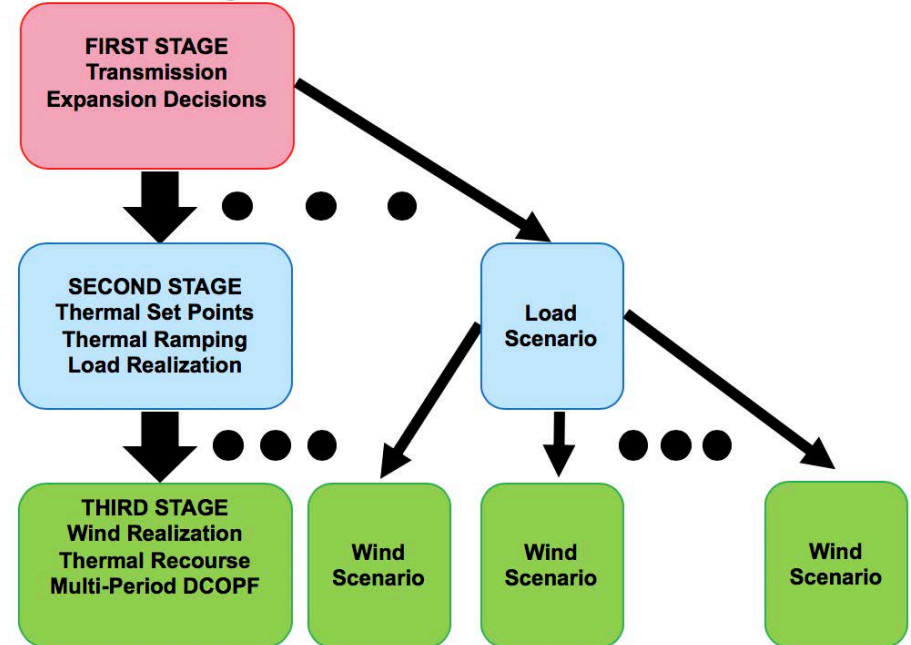 FIRST STAGE
Transmission
Expansion Decisions
SECOND STAGE
Thermal Set Points
Thermal Ramping
Load Realization
Load
Scenario
THIRD STAGE
Wind Realization
Thermal Recourse
Multi-Period DCOPF
Wind
Scenario
Wind
Scenario
Wind
Scenario